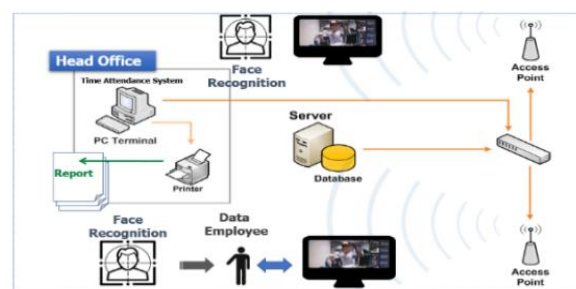 Head Office
Face
Recognition
Access
Point
Time Attendance System
PC Terminal
Server
Report
Printer
Database
Face
Recognition
Data
Employee
Access
Point